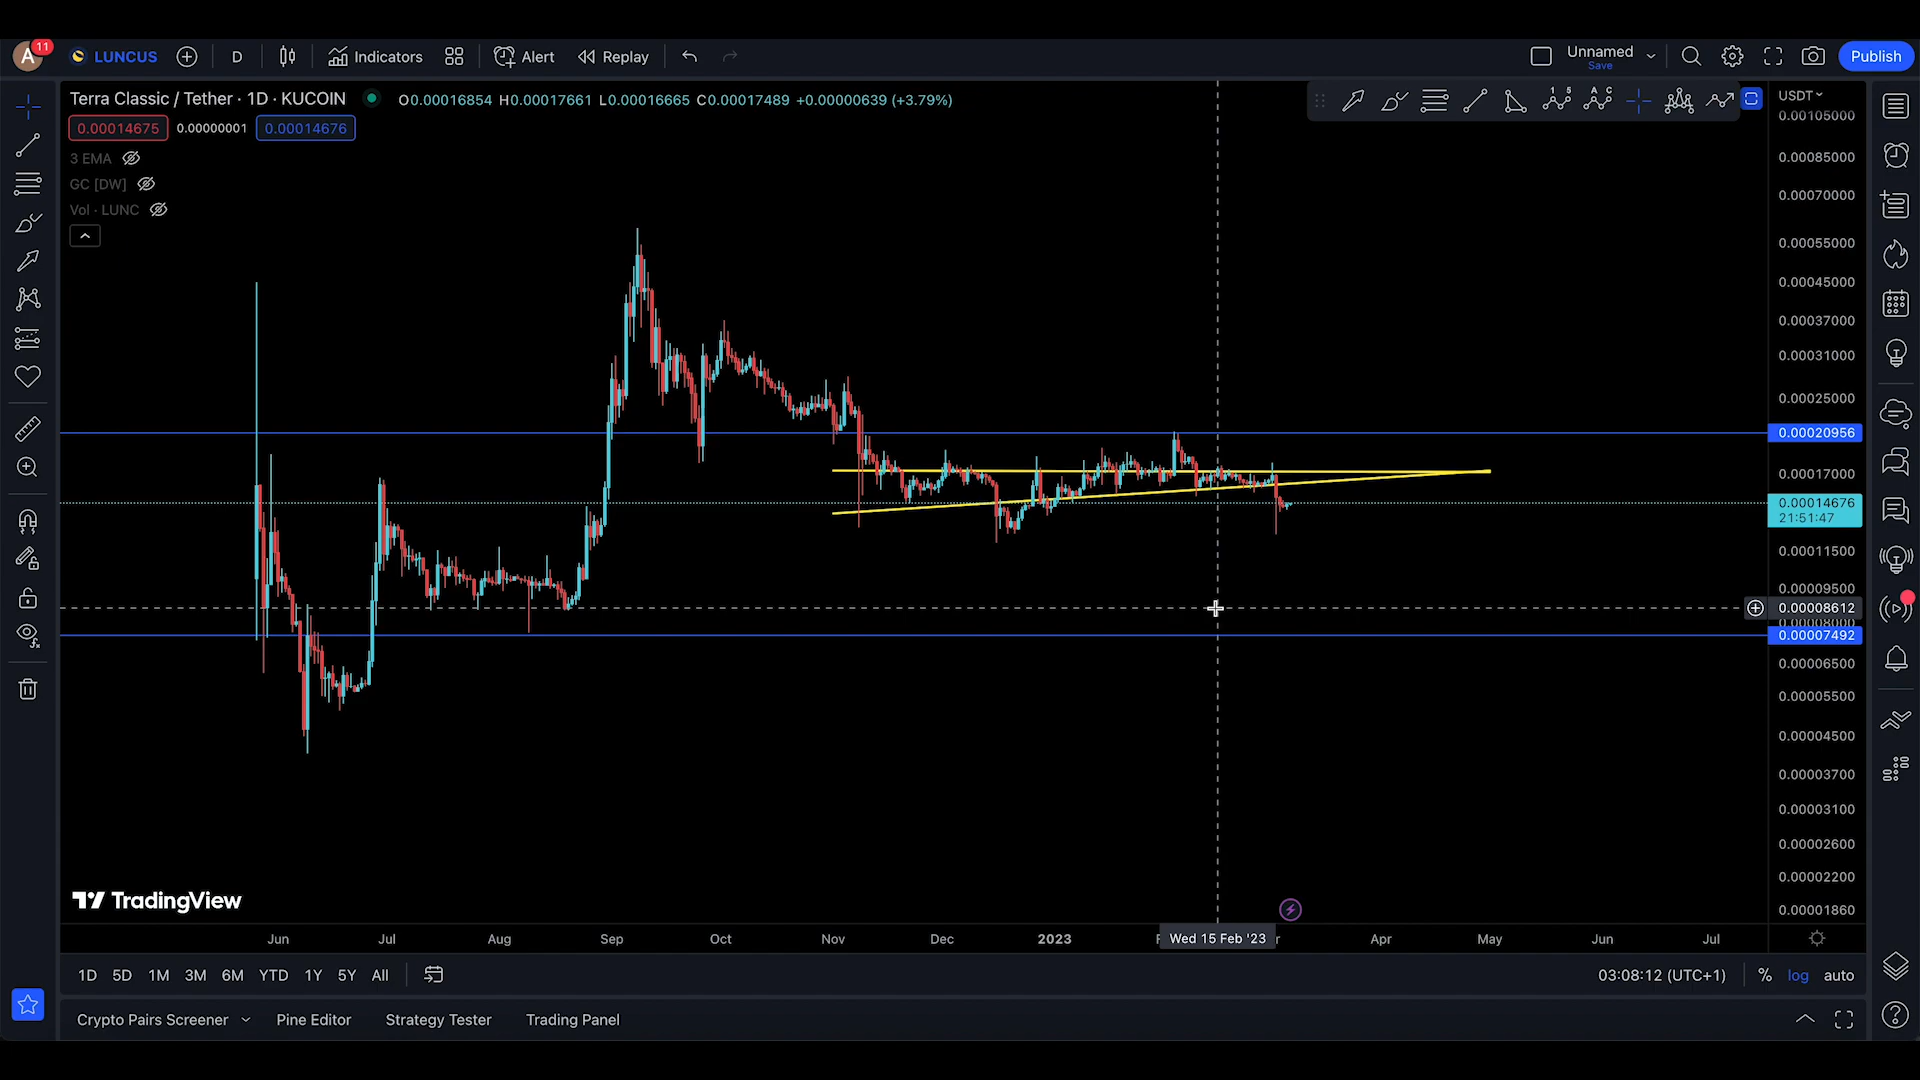 A
11
LUNCUS
D
Indicators
Alert
Replay
Unnamed
Save
Publish
Terra Classic / Tether · 1D · KUCOIN
O0.00016854 H0.00017661 L0.00016665 C0.00017489 +0.00000639 (+3.79%)
0.00014675
0.00000001
0.00014676
3 EMA
GC [DW]
Vol · LUNC
USDT
0.00105000
0.00085000
0.00070000
0.00055000
0.00045000
0.00037000
0.00031000
0.00025000
0.00020956
0.00017000
0.00014676
21:51:47
0.00011500
0.00009500
0.00008612
0.00008000
0.00007492
0.00006500
0.00005500
0.00004500
0.00003700
0.00003100
0.00002600
0.00002200
0.00001860
TradingView
Jun
Jul
Aug
Sep
Oct
Nov
Dec
2023
Wed 15 Feb '23
Apr
May
Jun
Jul
1D 5D 1M 3M 6M YTD 1Y 5Y All
03:08:12 (UTC+1)
%
log
auto
Crypto Pairs Screener
Pine Editor
Strategy Tester
Trading Panel